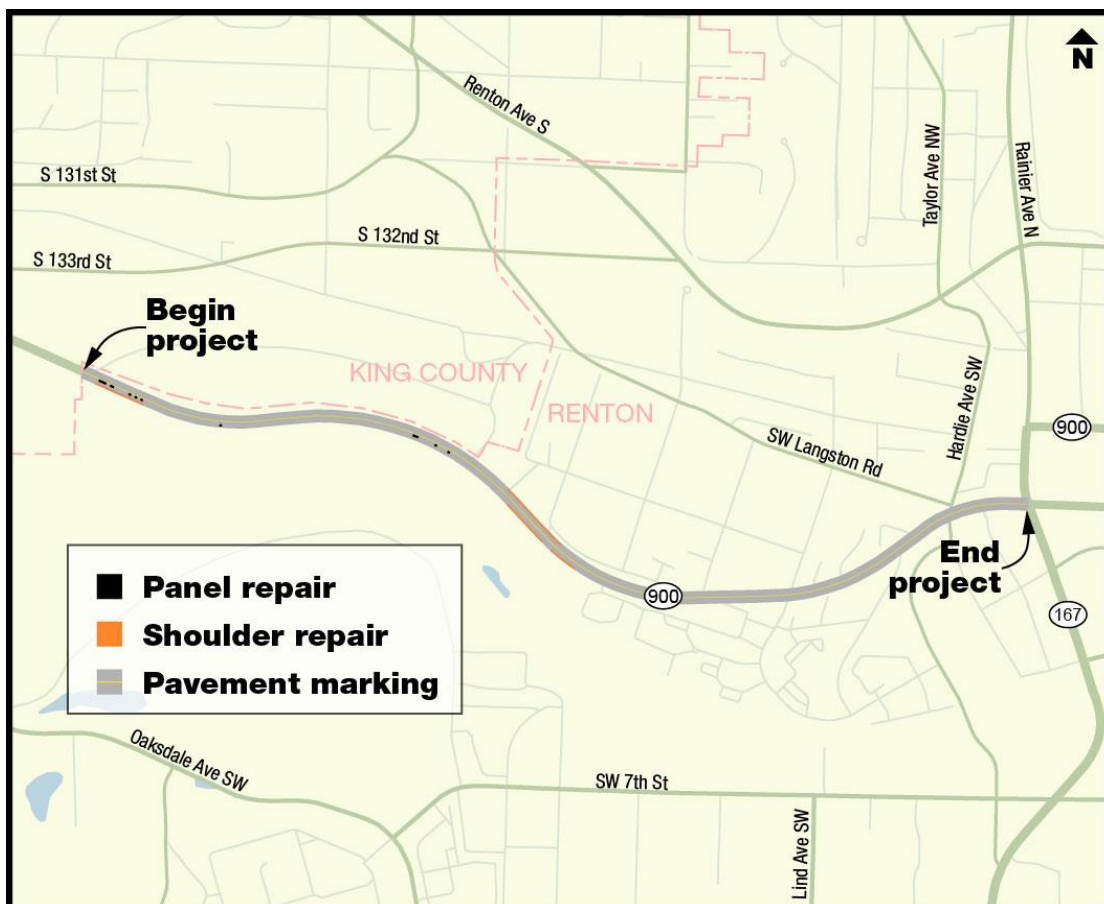 N
Renton Ave S
Taylor Ave NW
Rainier Ave N
S 131st St
S 132nd St
S 133rd St
Begin
project
KING COUNTY
RENTON
Hardie Ave SW
900
SW Langston Rd
End
project
900
167
Panel repair
Shoulder repair
Pavement marking
Oaksdale Ave SW
SW 7th St
Lind Ave SW